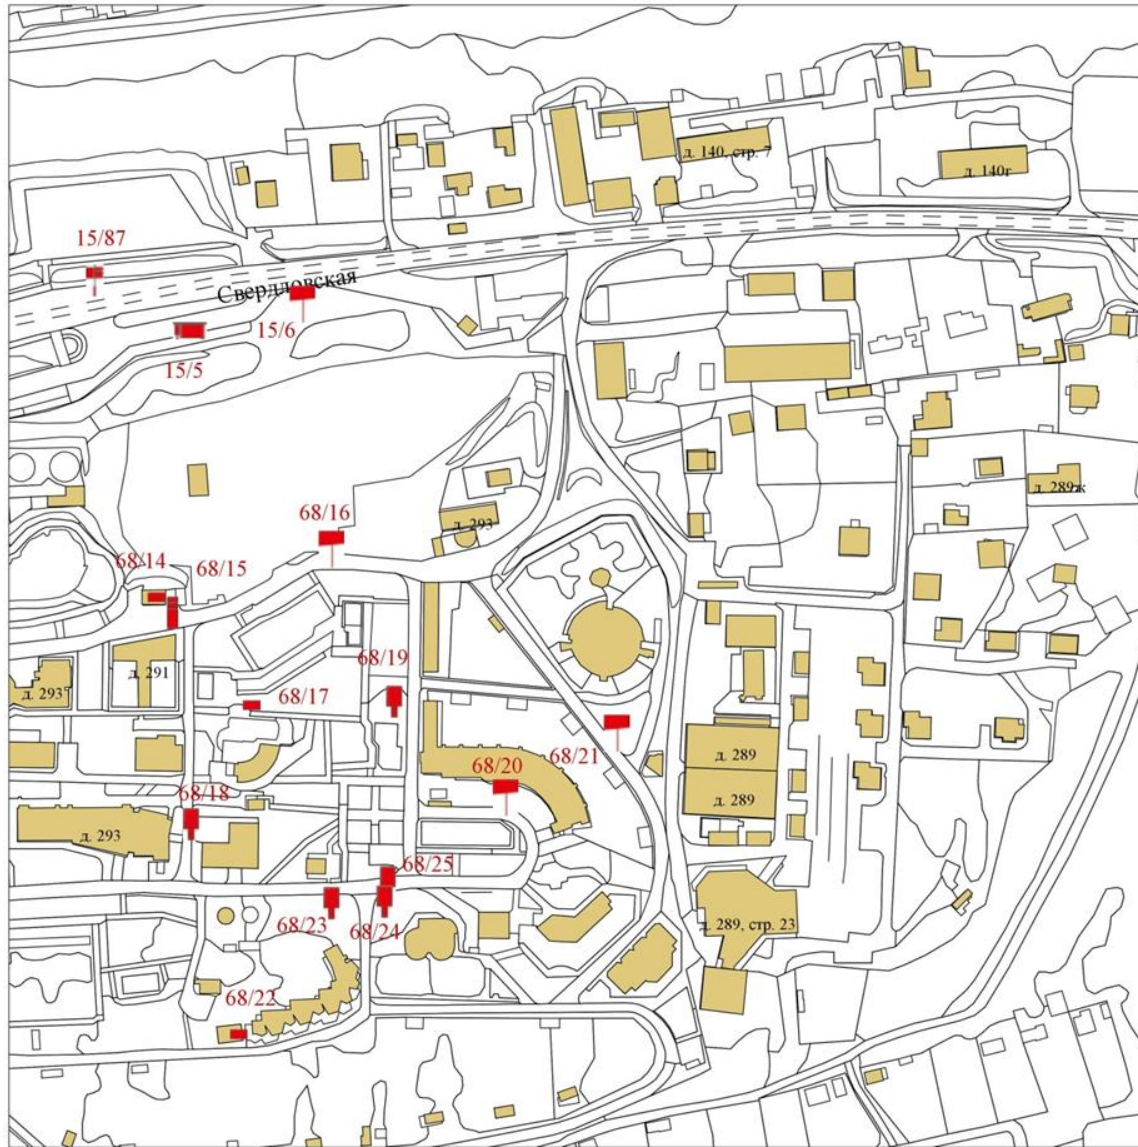 д. 140, стр. 7
д. 140г
15/87
Свердловская
15/6
15/5
д. 289ж
68/16
д. 293
68/14
68/15
68/19
д. 291
д. 293
68/17
68/21
д. 289
68/20
68/18
д. 289
д. 293
68/25
68/23
68/24
д. 289, стр. 23
68/22